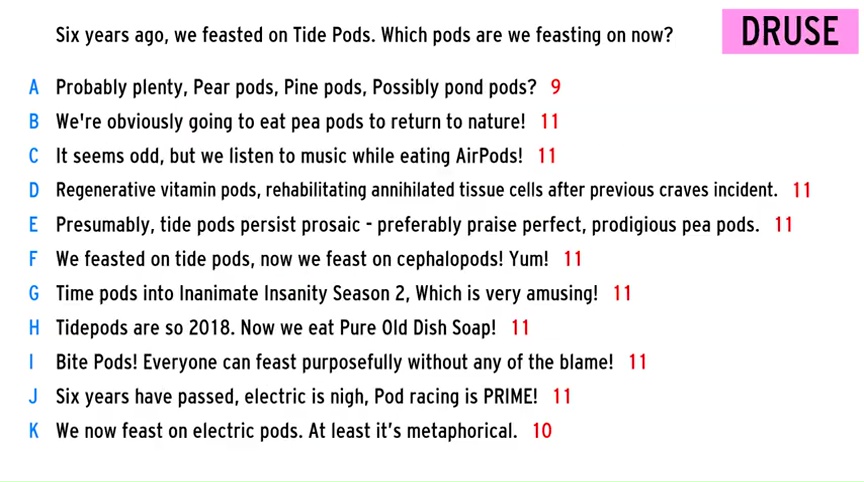 Six years ago, we feasted on Tide Pods. Which pods are we feasting on now?
DRUSE
A Probably plenty, Pear pods, Pine pods, Possibly pond pods? 9
B We're obviously going to eat pea pods to return to nature! 11
C It seems odd, but we listen to music while eating AirPods! 11
D Regenerative vitamin pods, rehabilitating annihilated tissue cells after previous craves incident. 11
E Presumably, tide pods persist prosaic - preferably praise perfect, prodigious pea pods. 11
F We feasted on tide pods, now we feast on cephalopods! Yum! 11
G Time pods into Inanimate Insanity Season 2, Which is very amusing! 11
H Tidepods are so 2018. Now we eat Pure Old Dish Soap! 11
I Bite Pods! Everyone can feast purposefully without any of the blame! 11
J Six years have passed, electric is nigh, Pod racing is PRIME! 11
K We now feast on electric pods. At least it's metaphorical. 10